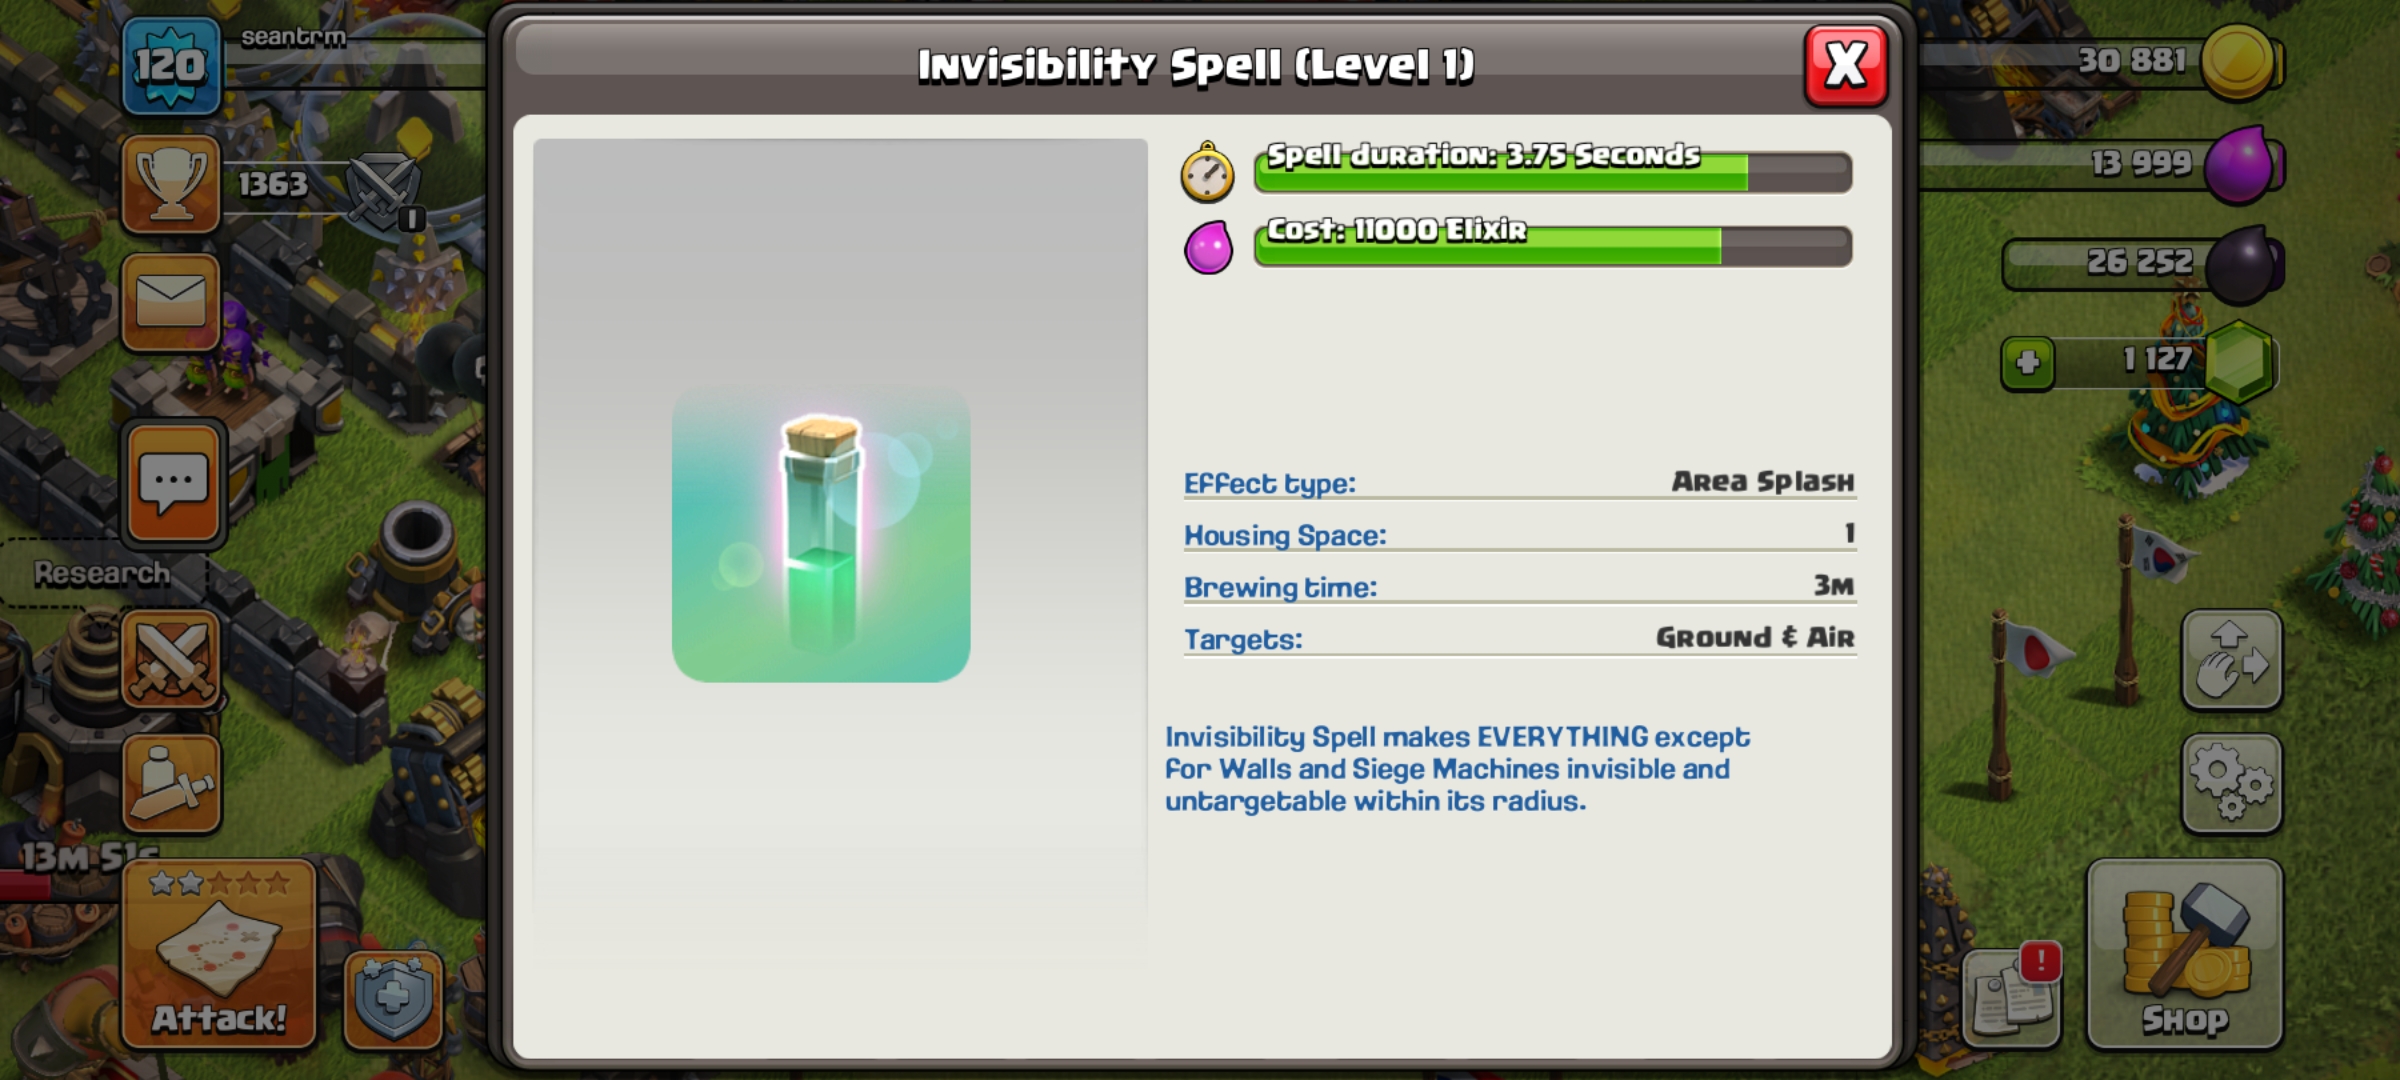 120
seantrm
1363
I
Research
13M 51s
Attack!
Invisibility Spell (Level 1)
X
Spell duration: 3.75 Seconds
Cost: 11000 Elixir
Effect type: Area Splash
Housing Space: 1
Brewing time: 3M
Targets: Ground & Air
Invisibility Spell makes EVERYTHING except
for Walls and Siege Machines invisible and
untargetable within its radius.
30 881
13 999
26 252
1 127
!
Shop